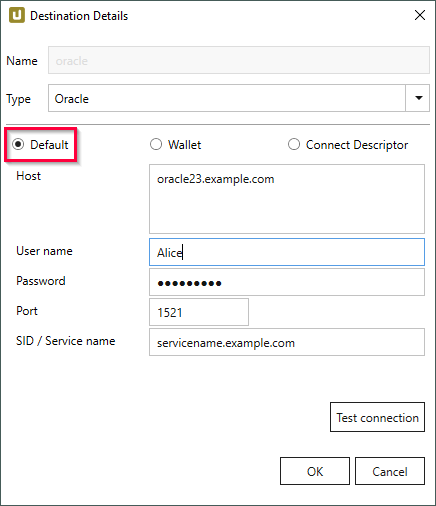 Destination Details
Name oracle
Type Oracle
Default Wallet Connect Descriptor
Host oracle23.example.com
User name Alice
Password ●●●●●●●●●
Port 1521
SID / Service name servicename.example.com
Test connection
OK Cancel